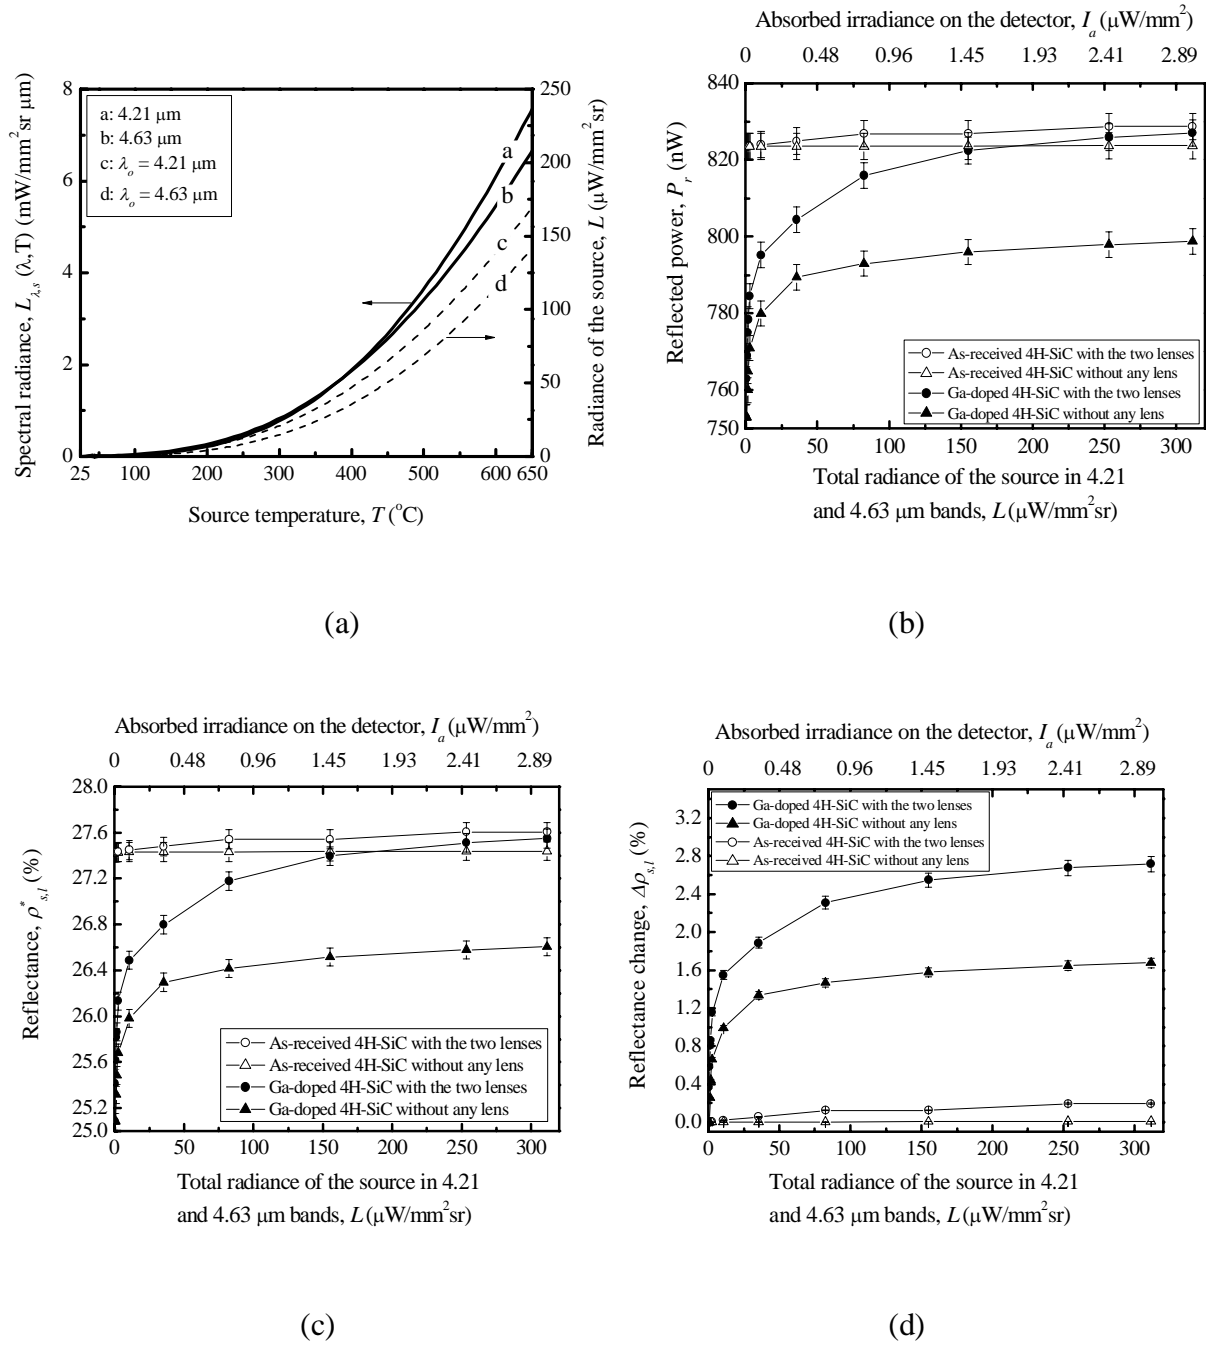 Absorbed irradiance on the detector, I_a (μW/mm²)
0 0.48 0.96 1.45 1.93 2.41 2.89
8
6
4
2
0
Spectral radiance, L_λ,s (λ,T) (mW/mm²sr μm)
a: 4.21 μm
b: 4.63 μm
c: λ_o = 4.21 μm
d: λ_o = 4.63 μm
a
b
c
d
250
200
150
100
50
0
Radiance of the source, L (μW/mm²sr)
25 100 200 300 400 500 600 650
Source temperature, T (°C)
840
820
800
780
760
750
Reflected power, P_r (nW)
As-received 4H-SiC with the two lenses
As-received 4H-SiC without any lens
Ga-doped 4H-SiC with the two lenses
Ga-doped 4H-SiC without any lens
0 50 100 150 200 250 300
Total radiance of the source in 4.21
and 4.63 μm bands, L (μW/mm²sr)
(a)
(b)
Absorbed irradiance on the detector, I_a (μW/mm²)
0 0.48 0.96 1.45 1.93 2.41 2.89
28.0
27.6
27.2
26.8
26.4
26.0
25.6
25.2
25.0
Reflectance, ρ*_s,l (%)
As-received 4H-SiC with the two lenses
As-received 4H-SiC without any lens
Ga-doped 4H-SiC with the two lenses
Ga-doped 4H-SiC without any lens
0 50 100 150 200 250 300
Total radiance of the source in 4.21
and 4.63 μm bands, L (μW/mm²sr)
Absorbed irradiance on the detector, I_a (μW/mm²)
0 0.48 0.96 1.45 1.93 2.41 2.89
3.2
2.8
2.4
2.0
1.6
1.2
0.8
0.4
0.0
Reflectance change, Δρ_s,l (%)
Ga-doped 4H-SiC with the two lenses
Ga-doped 4H-SiC without any lens
As-received 4H-SiC with the two lenses
As-received 4H-SiC without any lens
0 50 100 150 200 250 300
Total radiance of the source in 4.21
and 4.63 μm bands, L (μW/mm²sr)
(c)
(d)